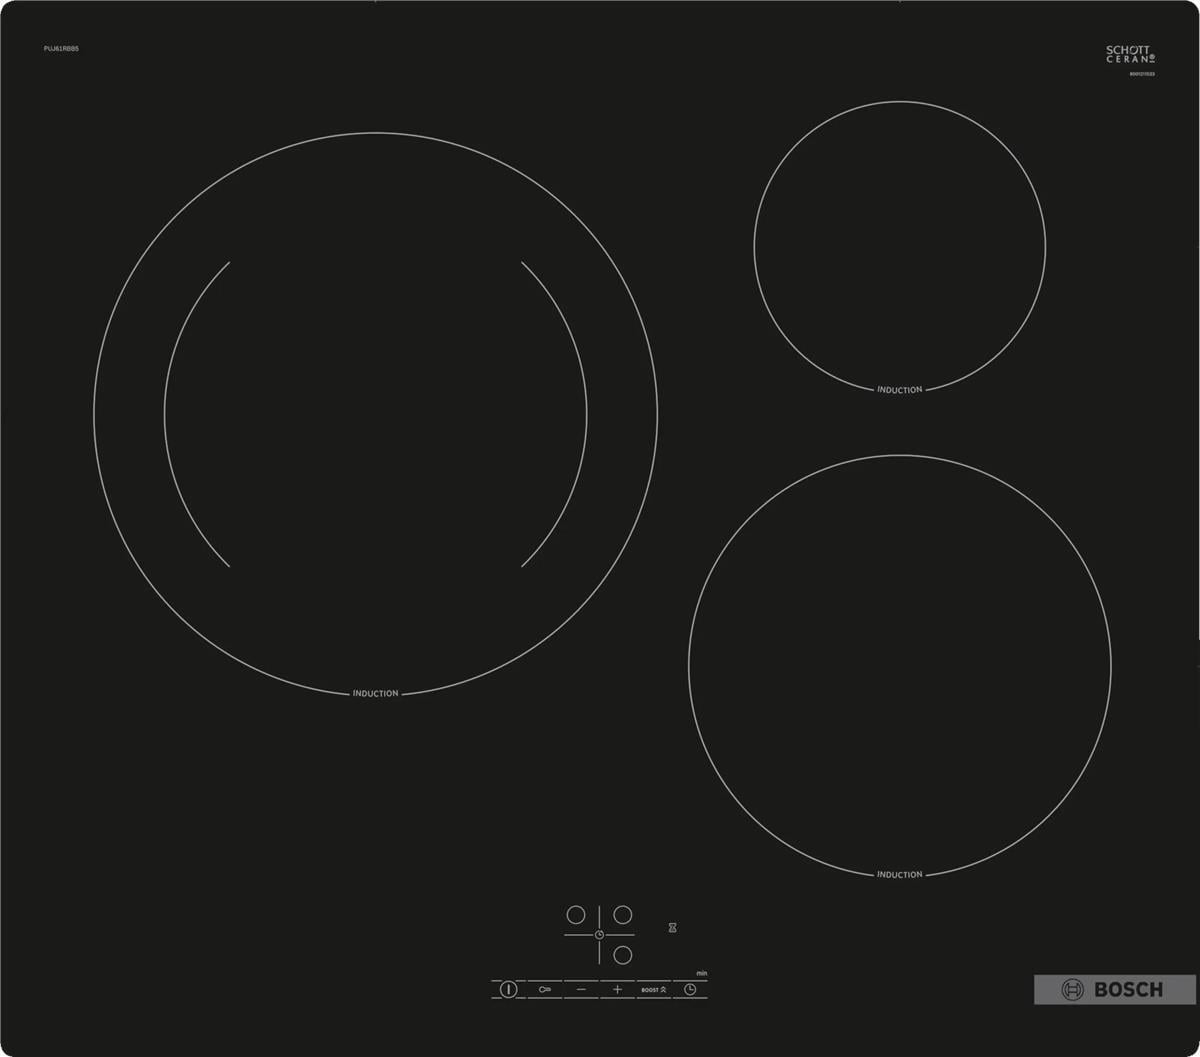 PUJ61RBB5
SCHOTT
CERAN®
INDUCTION
INDUCTION
INDUCTION
min
BOOST
BOSCH